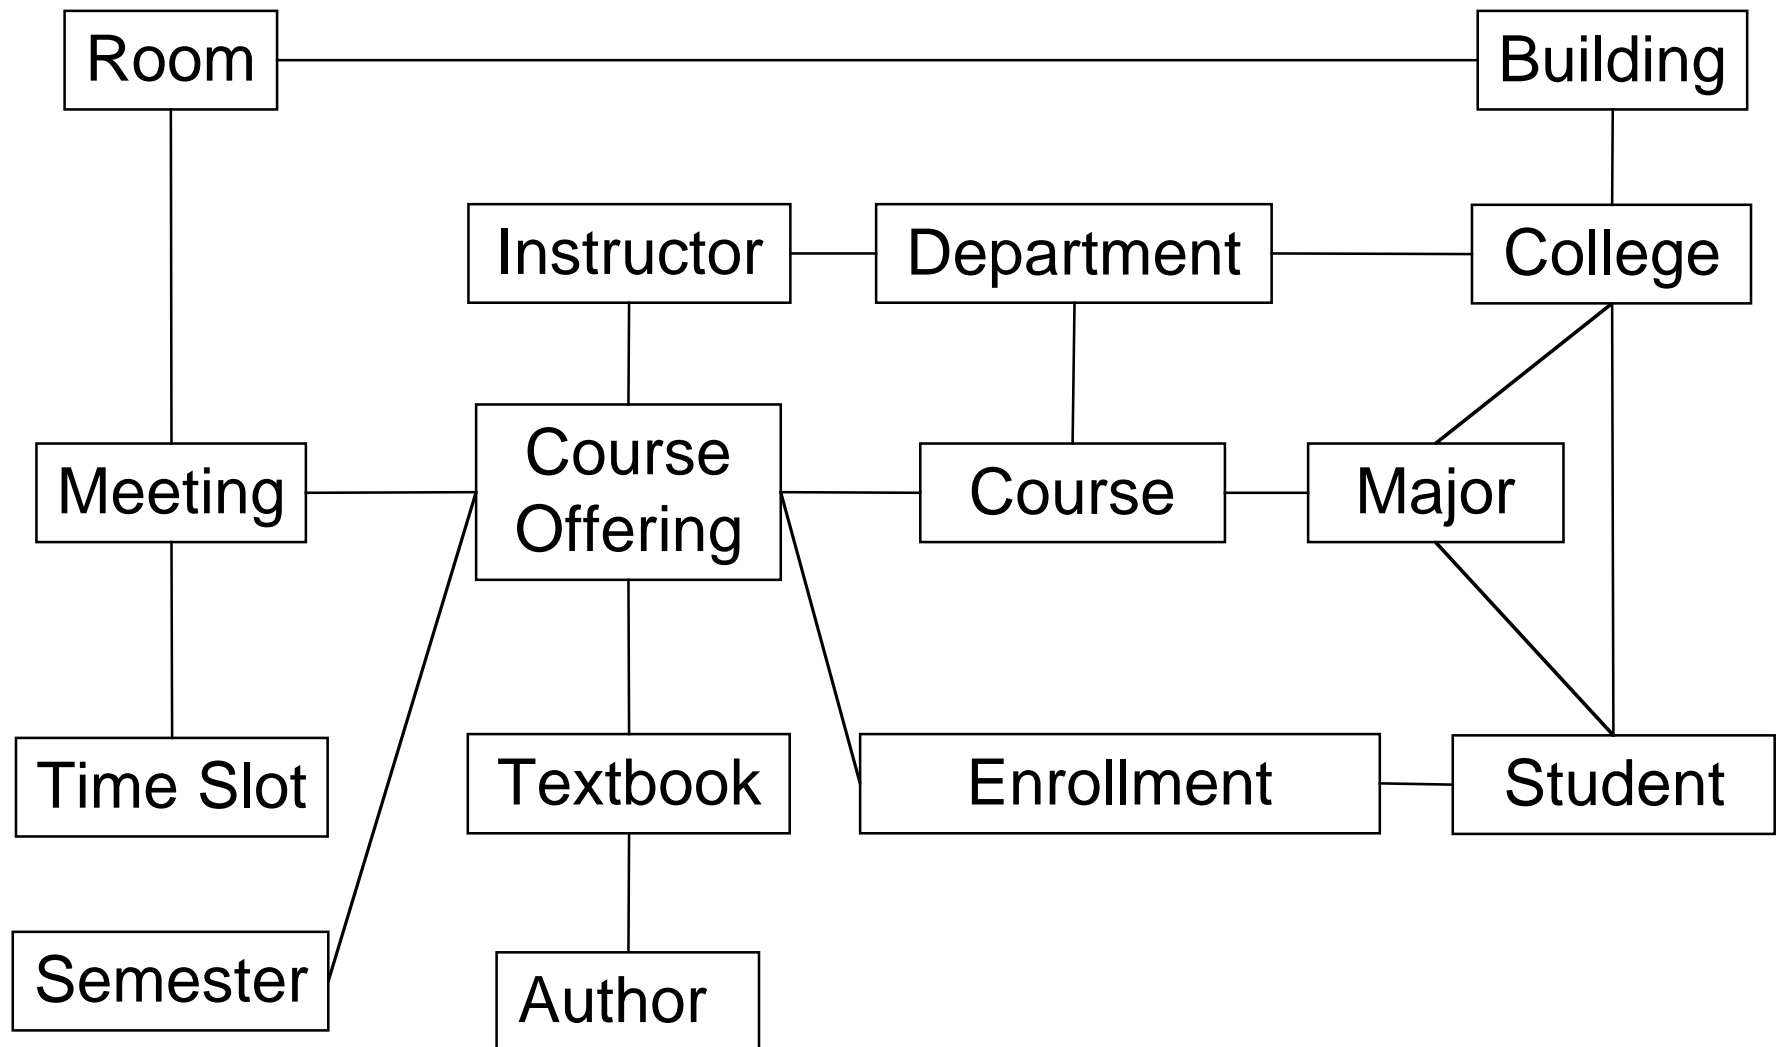 Room
Building
Instructor
Department
College
Course
Offering
Meeting
Course
Major
Time Slot
Textbook
Enrollment
Student
Semester
Author